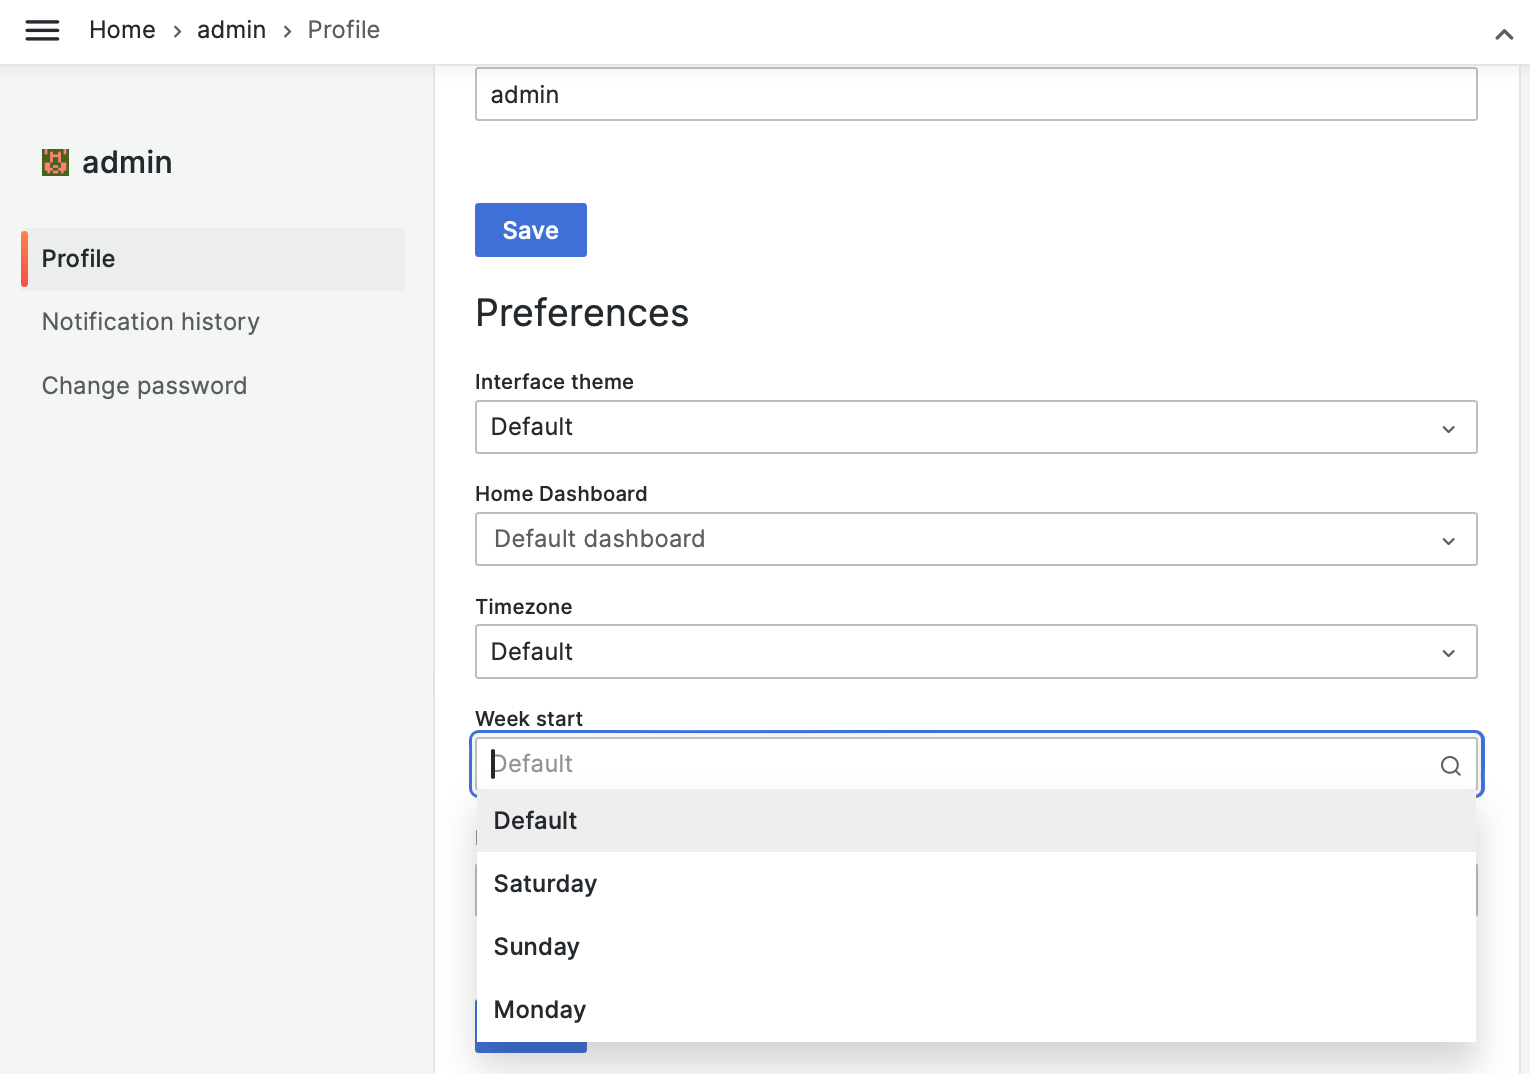 Home › admin › Profile
admin
Profile
Notification history
Change password
admin
Save
Preferences
Interface theme
Default
Home Dashboard
Default dashboard
Timezone
Default
Week start
Default
Default
Saturday
Sunday
Monday